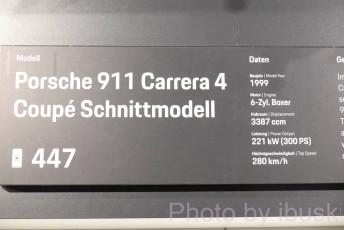 Modell
Porsche 911 Carrera 4
Coupé Schnittmodell
447
Daten
Baujahr | Model Year
1999
Motor | Engine
6-Zyl. Boxer
Hubraum | Displacement
3387 ccm
Leistung | Power Output
221 kW (300 PS)
Höchstgeschwindigkeit | Top Speed
280 km/h
Photo by ibusk